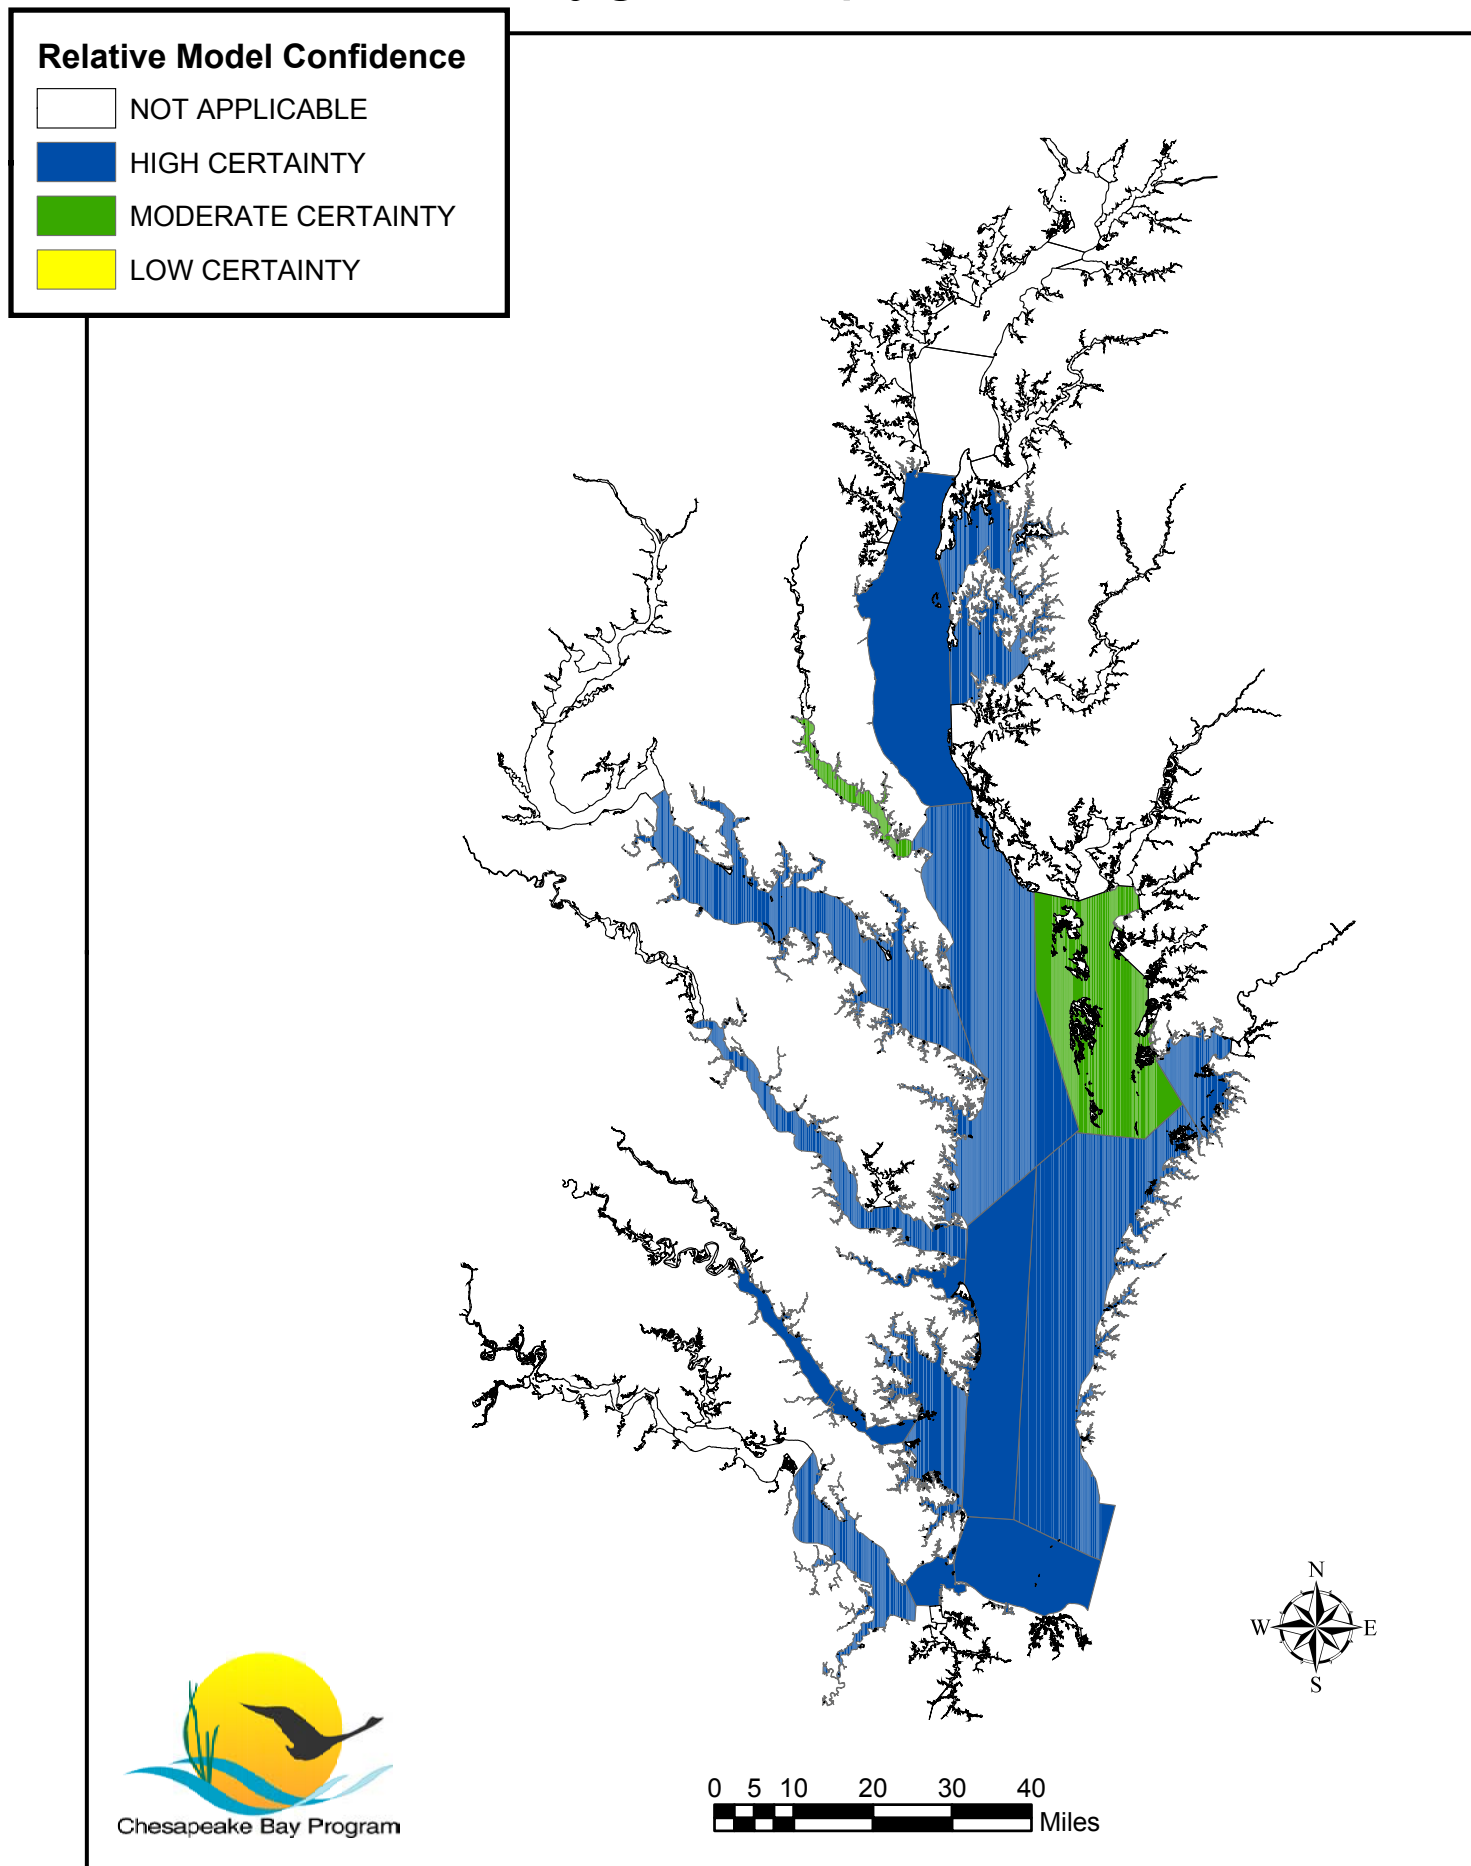 Relative Model Confidence
NOT APPLICABLE
HIGH CERTAINTY
MODERATE CERTAINTY
LOW CERTAINTY
N
W E
S
Chesapeake Bay Program
0 5 10 20 30 40
Miles